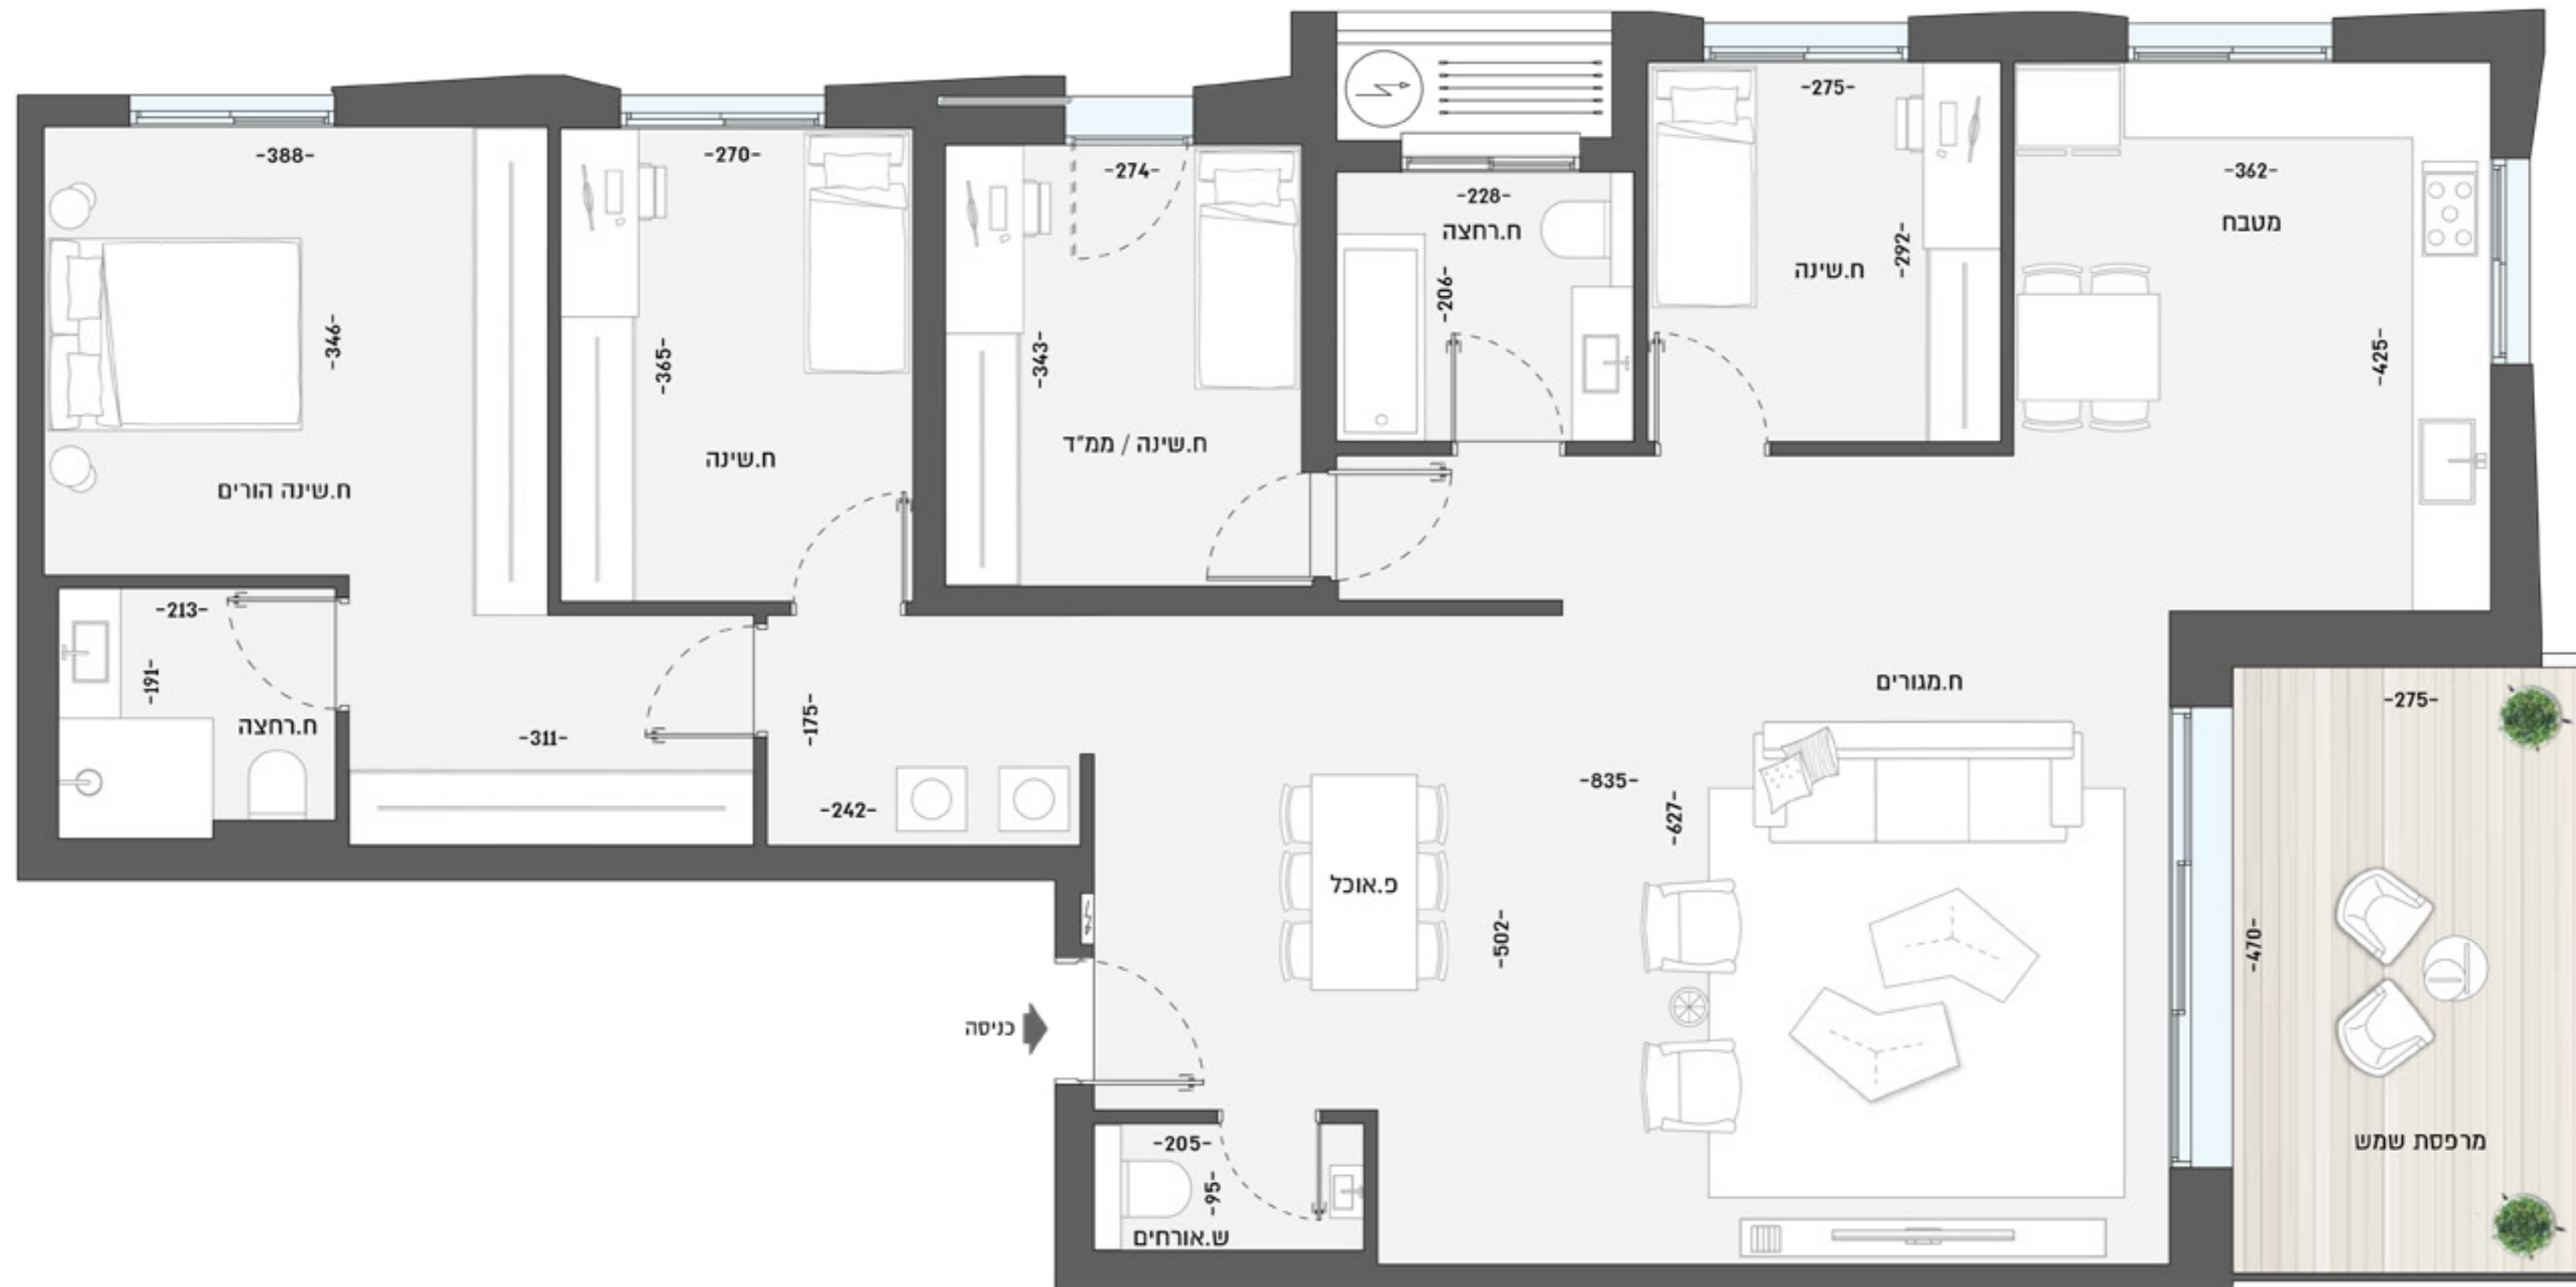 -388-
-346-
ח.שינה הורים
-270-
-365-
ח.שינה
-274-
-343-
ח.שינה / ממ״ד
-228-
ח.רחצה
-206-
-275-
-292-
ח.שינה
-362-
מטבח
-425-
-213-
-191-
ח.רחצה
-311-
-175-
-242-
ח.מגורים
-835-
-627-
פ.אוכל
-502-
כניסה
-205-
-95-
ש.אורחים
-275-
-470-
מרפסת שמש